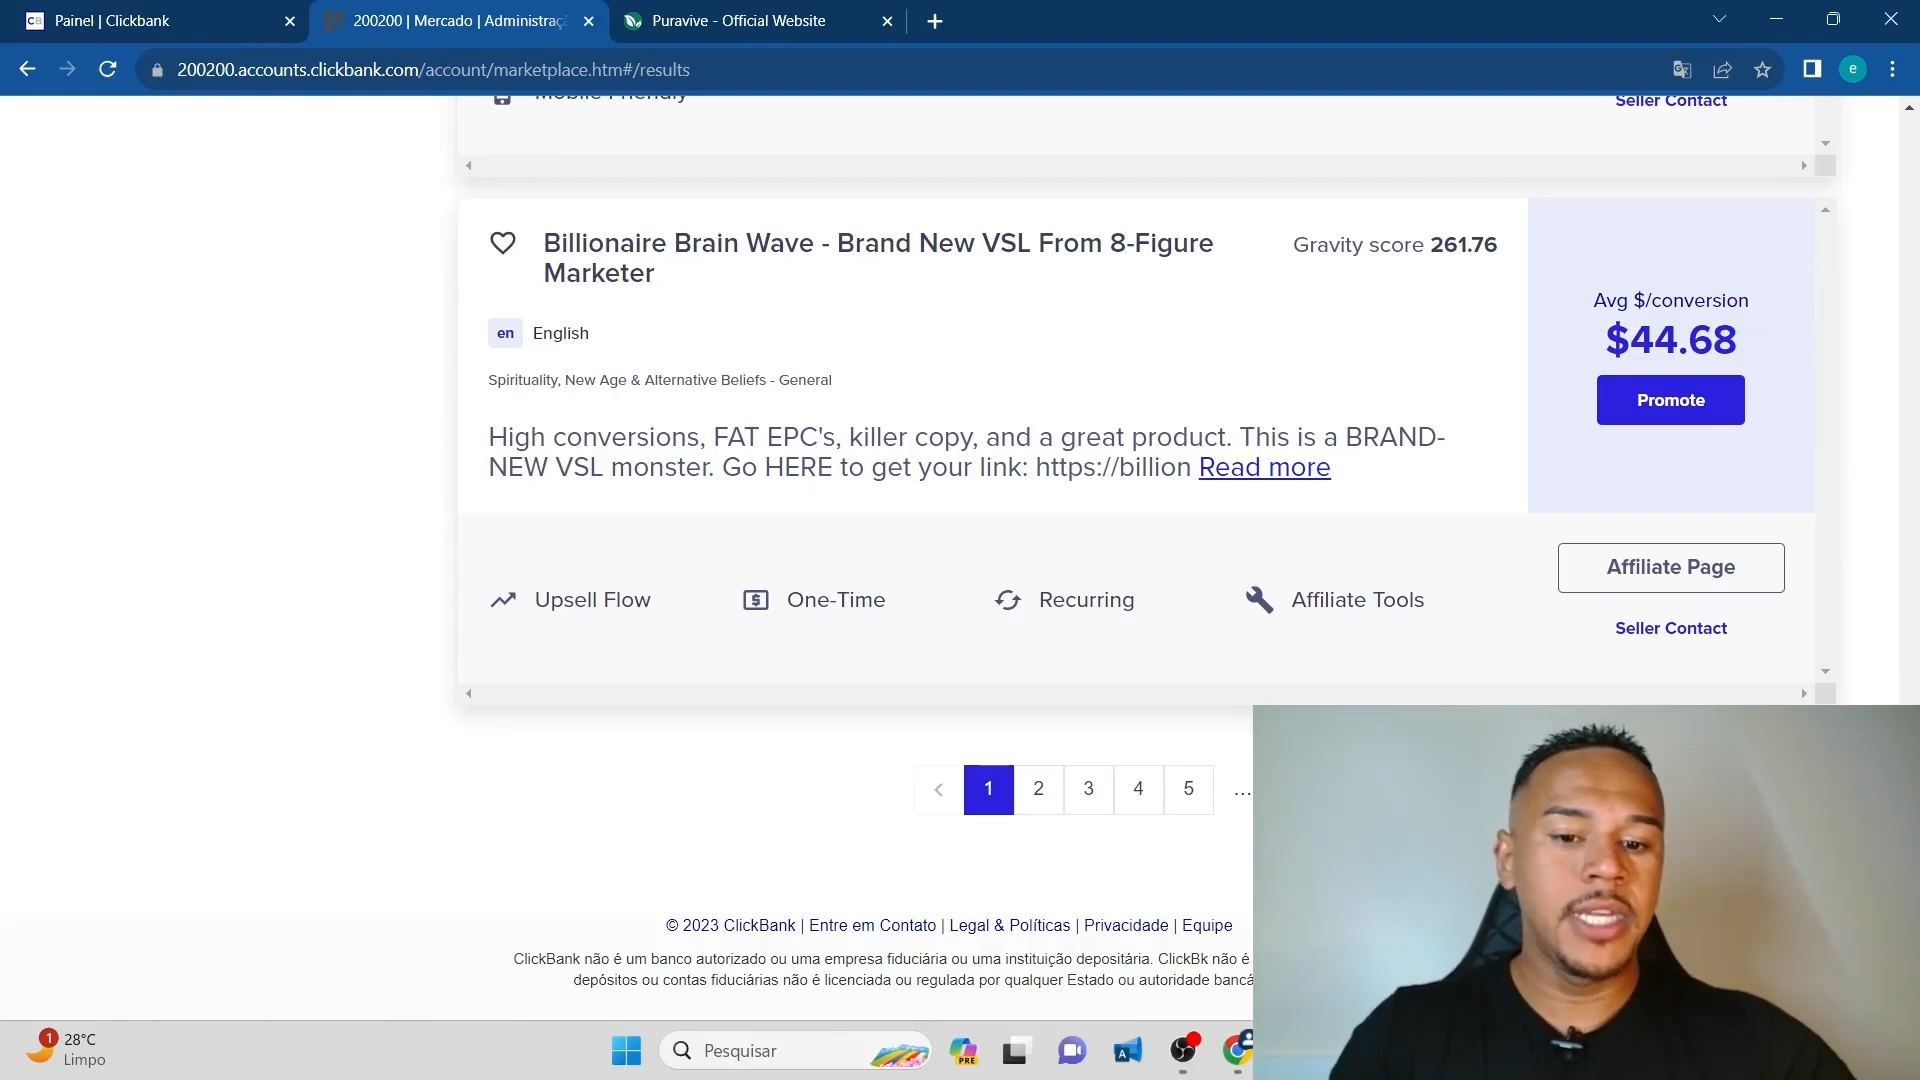 CB Painel | Clickbank
200200 | Mercado | Administraç
Puravive - Official Website
200200.accounts.clickbank.com/account/marketplace.htm#/results
e
Mobile Friendly
Seller Contact
Billionaire Brain Wave - Brand New VSL From 8-Figure
Marketer
Gravity score 261.76
Avg $/conversion
$44.68
Promote
en English
Spirituality, New Age & Alternative Beliefs - General
High conversions, FAT EPC's, killer copy, and a great product. This is a BRAND-
NEW VSL monster. Go HERE to get your link: https://billion Read more
Upsell Flow
One-Time
Recurring
Affiliate Tools
Affiliate Page
Seller Contact
1 2 3 4 5 ...
© 2023 ClickBank | Entre em Contato | Legal & Políticas | Privacidade | Equipe
ClickBank não é um banco autorizado ou uma empresa fiduciária ou uma instituição depositária. ClickBk não é
depósitos ou contas fiduciárias não é licenciada ou regulada por qualquer Estado ou autoridade bancá
1
28°C
Limpo
Pesquisar
PRE
A